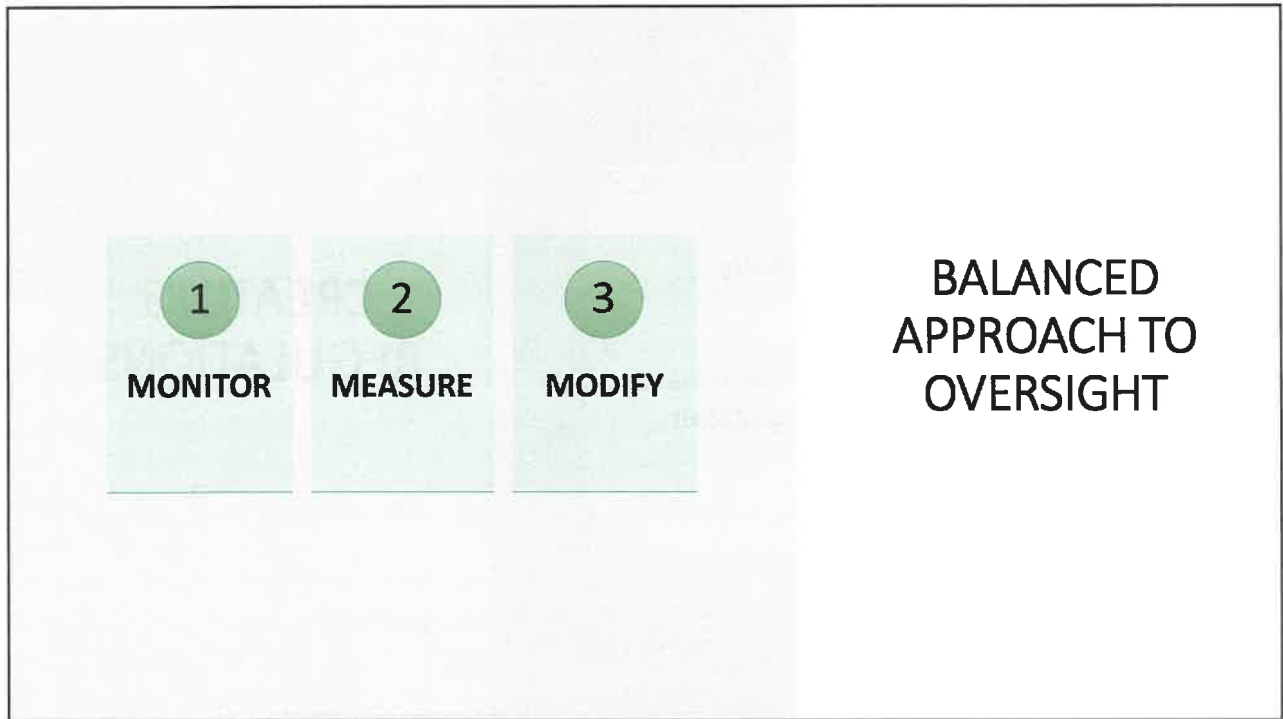 1
MONITOR
2
MEASURE
3
MODIFY
BALANCED
APPROACH TO
OVERSIGHT